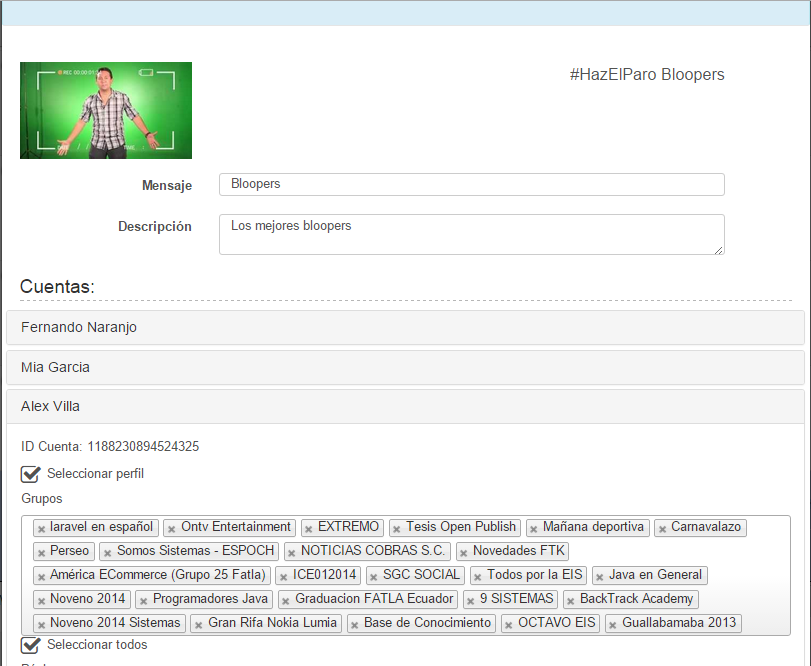 #HazElParo Bloopers
REC
Mensaje Bloopers
Descripción Los mejores bloopers
Cuentas:
Fernando Naranjo
Mia Garcia
Alex Villa
ID Cuenta: 1188230894524325
Seleccionar perfil
Grupos
× laravel en español × Ontv Entertainment × EXTREMO × Tesis Open Publish × Mañana deportiva × Carnavalazo
× Perseo × Somos Sistemas - ESPOCH × NOTICIAS COBRAS S.C. × Novedades FTK
× América ECommerce (Grupo 25 Fatla) × ICE012014 × SGC SOCIAL × Todos por la EIS × Java en General
× Noveno 2014 × Programadores Java × Graduacion FATLA Ecuador × 9 SISTEMAS × BackTrack Academy
× Noveno 2014 Sistemas × Gran Rifa Nokia Lumia × Base de Conocimiento × OCTAVO EIS × Guallabamaba 2013
Seleccionar todos